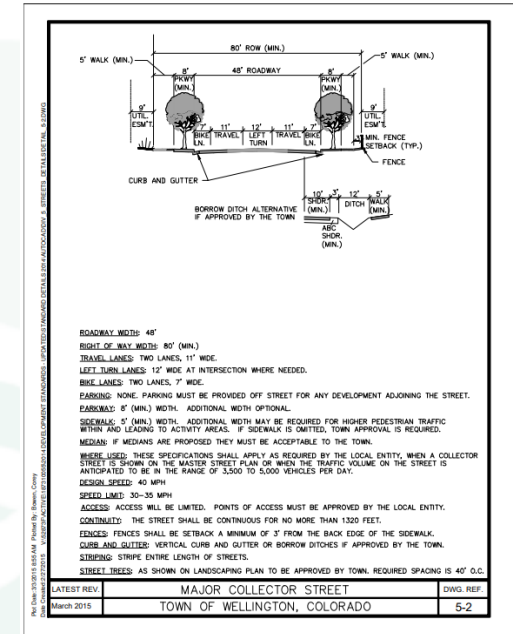 80' ROW (MIN.)
5' WALK (MIN.)
5' WALK (MIN.)
8'
PKWY
(MIN.)
48' ROADWAY
8'
PKWY
(MIN.)
9'
UTIL.
ESM'T.
9'
UTIL.
ESM'T.
7'
BIKE
LN.
11'
TRAVEL
12'
LEFT
TURN
11'
TRAVEL
7'
BIKE
LN.
MIN. FENCE
SETBACK (TYP.)
FENCE
CURB AND GUTTER
BORROW DITCH ALTERNATIVE
IF APPROVED BY THE TOWN
10'
SHDR.
(MIN.)
3'
12'
DITCH
5'
WALK
(MIN.)
ABC
SHDR.
(MIN.)
ROADWAY WIDTH: 48'
RIGHT OF WAY WIDTH: 80' (MIN.)
TRAVEL LANES: TWO LANES, 11' WIDE.
LEFT TURN LANES: 12' WIDE AT INTERSECTION WHERE NEEDED.
BIKE LANES: TWO LANES, 7' WIDE.
PARKING: NONE. PARKING MUST BE PROVIDED OFF STREET FOR ANY DEVELOPMENT ADJOINING THE STREET.
PARKWAY: 8' (MIN.) WIDTH. ADDITIONAL WIDTH OPTIONAL.
SIDEWALK: 5' (MIN.) WIDTH. ADDITIONAL WIDTH MAY BE REQUIRED FOR HIGHER PEDESTRIAN TRAFFIC
WITHIN AND LEADING TO ACTIVITY AREAS. IF SIDEWALK IS OMITTED, TOWN APPROVAL IS REQUIRED.
MEDIAN: IF MEDIANS ARE PROPOSED THEY MUST BE ACCEPTABLE TO THE TOWN.
WHERE USED: THESE SPECIFICATIONS SHALL APPLY AS REQUIRED BY THE LOCAL ENTITY, WHEN A COLLECTOR
STREET IS SHOWN ON THE MASTER STREET PLAN OR WHEN THE TRAFFIC VOLUME ON THE STREET IS
ANTICIPATED TO BE IN THE RANGE OF 3,500 TO 5,000 VEHICLES PER DAY.
DESIGN SPEED: 40 MPH
SPEED LIMIT: 30-35 MPH
ACCESS: ACCESS WILL BE LIMITED. POINTS OF ACCESS MUST BE APPROVED BY THE LOCAL ENTITY.
CONTINUITY: THE STREET SHALL BE CONTINUOUS FOR NO MORE THAN 1320 FEET.
FENCES: FENCES SHALL BE SETBACK A MINIMUM OF 3' FROM THE BACK EDGE OF THE SIDEWALK.
CURB AND GUTTER: VERTICAL CURB AND GUTTER OR BORROW DITCHES IF APPROVED BY THE TOWN.
STRIPING: STRIPE ENTIRE LENGTH OF STREETS.
STREET TREES: AS SHOWN ON LANDSCAPING PLAN TO BE APPROVED BY TOWN. REQUIRED SPACING IS 40' O.C.
LATEST REV.
March 2015
MAJOR COLLECTOR STREET
TOWN OF WELLINGTON, COLORADO
DWG. REF.
5-2
Plot Date: 3/3/2015 8:55 AM Plotted By: Bowen, Corey